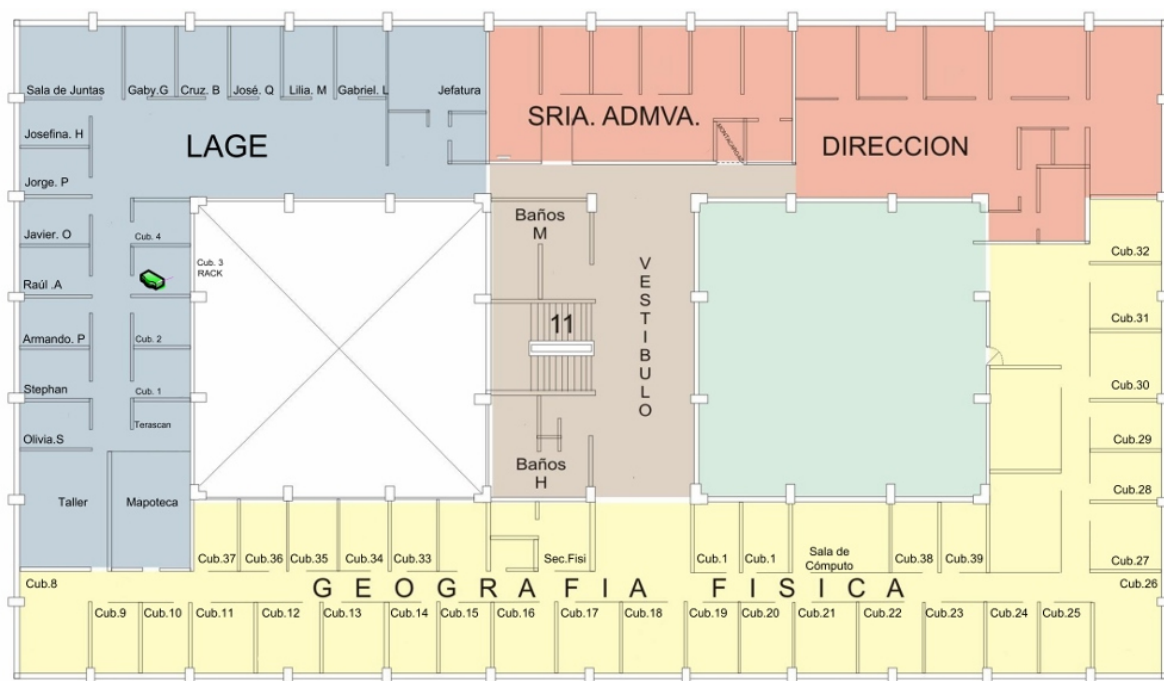 Sala de Juntas
Gaby.G
Cruz. B
José. Q
Lilia. M
Gabriel. L
Jefatura
SRIA. ADMVA.
MONTACARGAS
DIRECCION
Josefina. H
LAGE
Jorge. P
Javier. O
Cub. 4
Baños
M
Cub. 3
RACK
Raúl .A
Cub.32
VESTIBULO
11
Cub.31
Armando. P
Cub. 2
Stephan
Cub. 1
Cub.30
Terascan
Olivia.S
Cub.29
Baños
H
Cub.28
Taller
Mapoteca
Cub.37
Cub.36
Cub.35
Cub.34
Cub.33
Sec.Fisi
Cub.1
Cub.1
Sala de
Cómputo
Cub.38
Cub.39
Cub.27
Cub.8
GEOGRAFIA FISICA
Cub.26
Cub.9
Cub.10
Cub.11
Cub.12
Cub.13
Cub.14
Cub.15
Cub.16
Cub.17
Cub.18
Cub.19
Cub.20
Cub.21
Cub.22
Cub.23
Cub.24
Cub.25